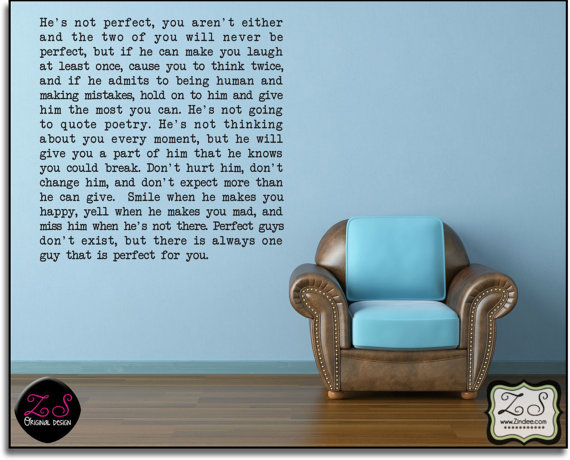 He's not perfect, you aren't either
and the two of you will never be
perfect, but if he can make you laugh
at least once, cause you to think twice,
and if he admits to being human and
making mistakes, hold on to him and give
him the most you can. He's not going
to quote poetry. He's not thinking
about you every moment, but he will
give you a part of him that he knows
you could break. Don't hurt him, don't
change him, and don't expect more than
he can give. Smile when he makes you
happy, yell when he makes you mad, and
miss him when he's not there. Perfect guys
don't exist, but there is always one
guy that is perfect for you.
ZS
Original design
ZS
www.Zindee.com